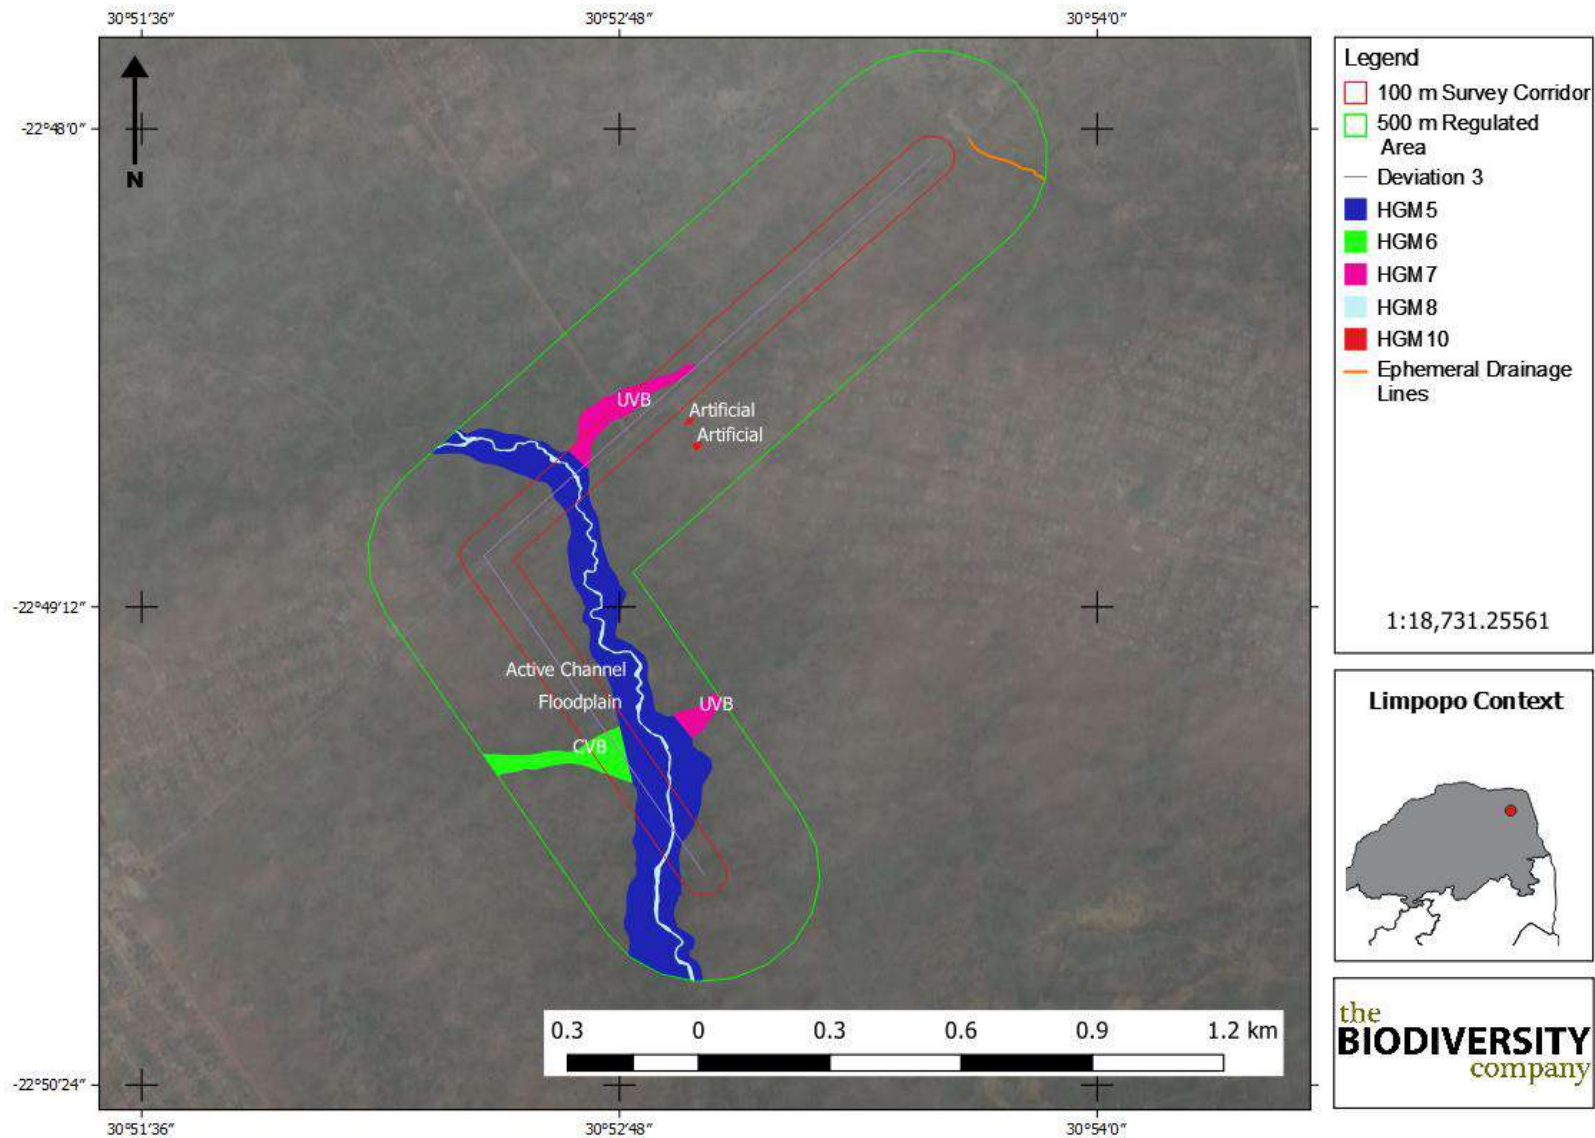 30°51'36" 30°52'48" 30°54'0"
-22°48'0"
N
UVB
Artificial
Artificial
-22°49'12"
Active Channel
Floodplain
UVB
CVB
0.3 0 0.3 0.6 0.9 1.2 km
-22°50'24"
30°51'36" 30°52'48" 30°54'0"
Legend
100 m Survey Corridor
500 m Regulated
Area
Deviation 3
HGM 5
HGM 6
HGM 7
HGM 8
HGM 10
Ephemeral Drainage
Lines
1:18,731.25561
Limpopo Context
the
BIODIVERSITY
company